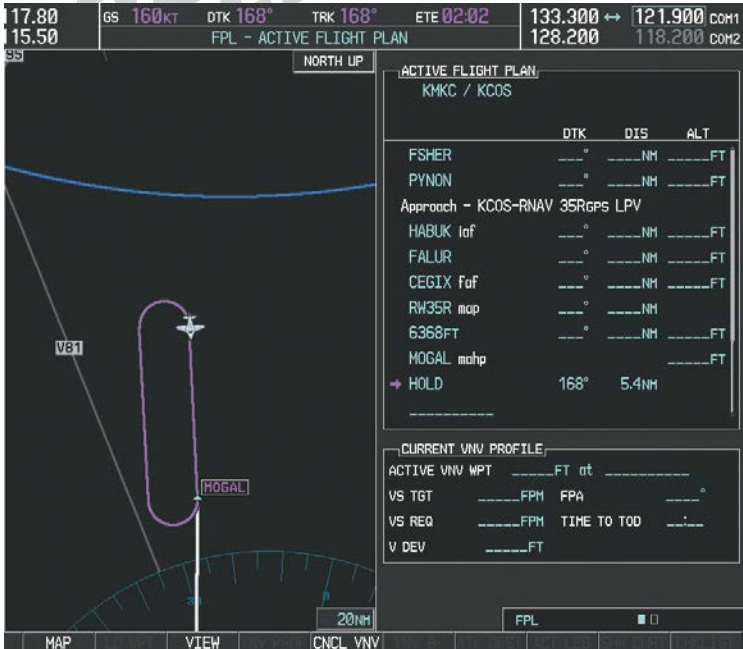 117.80 GS 160KT DTK 168° TRK 168° ETE 02:02 133.300 ↔ 121.900 COM1
115.50 FPL – ACTIVE FLIGHT PLAN 128.200 118.200 COM2
NORTH UP
ACTIVE FLIGHT PLAN
KMKC / KCOS
DTK DIS ALT
FSHER ___° ____NM _____FT
PYNON ___° ____NM _____FT
Approach – KCOS-RNAV 35RGPS LPV
HABUK iaf ___° ____NM _____FT
FALUR ___° ____NM _____FT
CEGIX faf ___° ____NM _____FT
RW35R map ___° ____NM
6368FT ___° ____NM _____FT
MOGAL mahp _____FT
→ HOLD 168° 5.4NM
__________
V81
MOGAL
CURRENT VNV PROFILE
ACTIVE VNV WPT _____FT at __________
VS TGT _____FPM FPA ____°
VS REQ _____FPM TIME TO TOD __:__
V DEV _____FT
20NM
FPL
MAP VIEW CNCL VNV